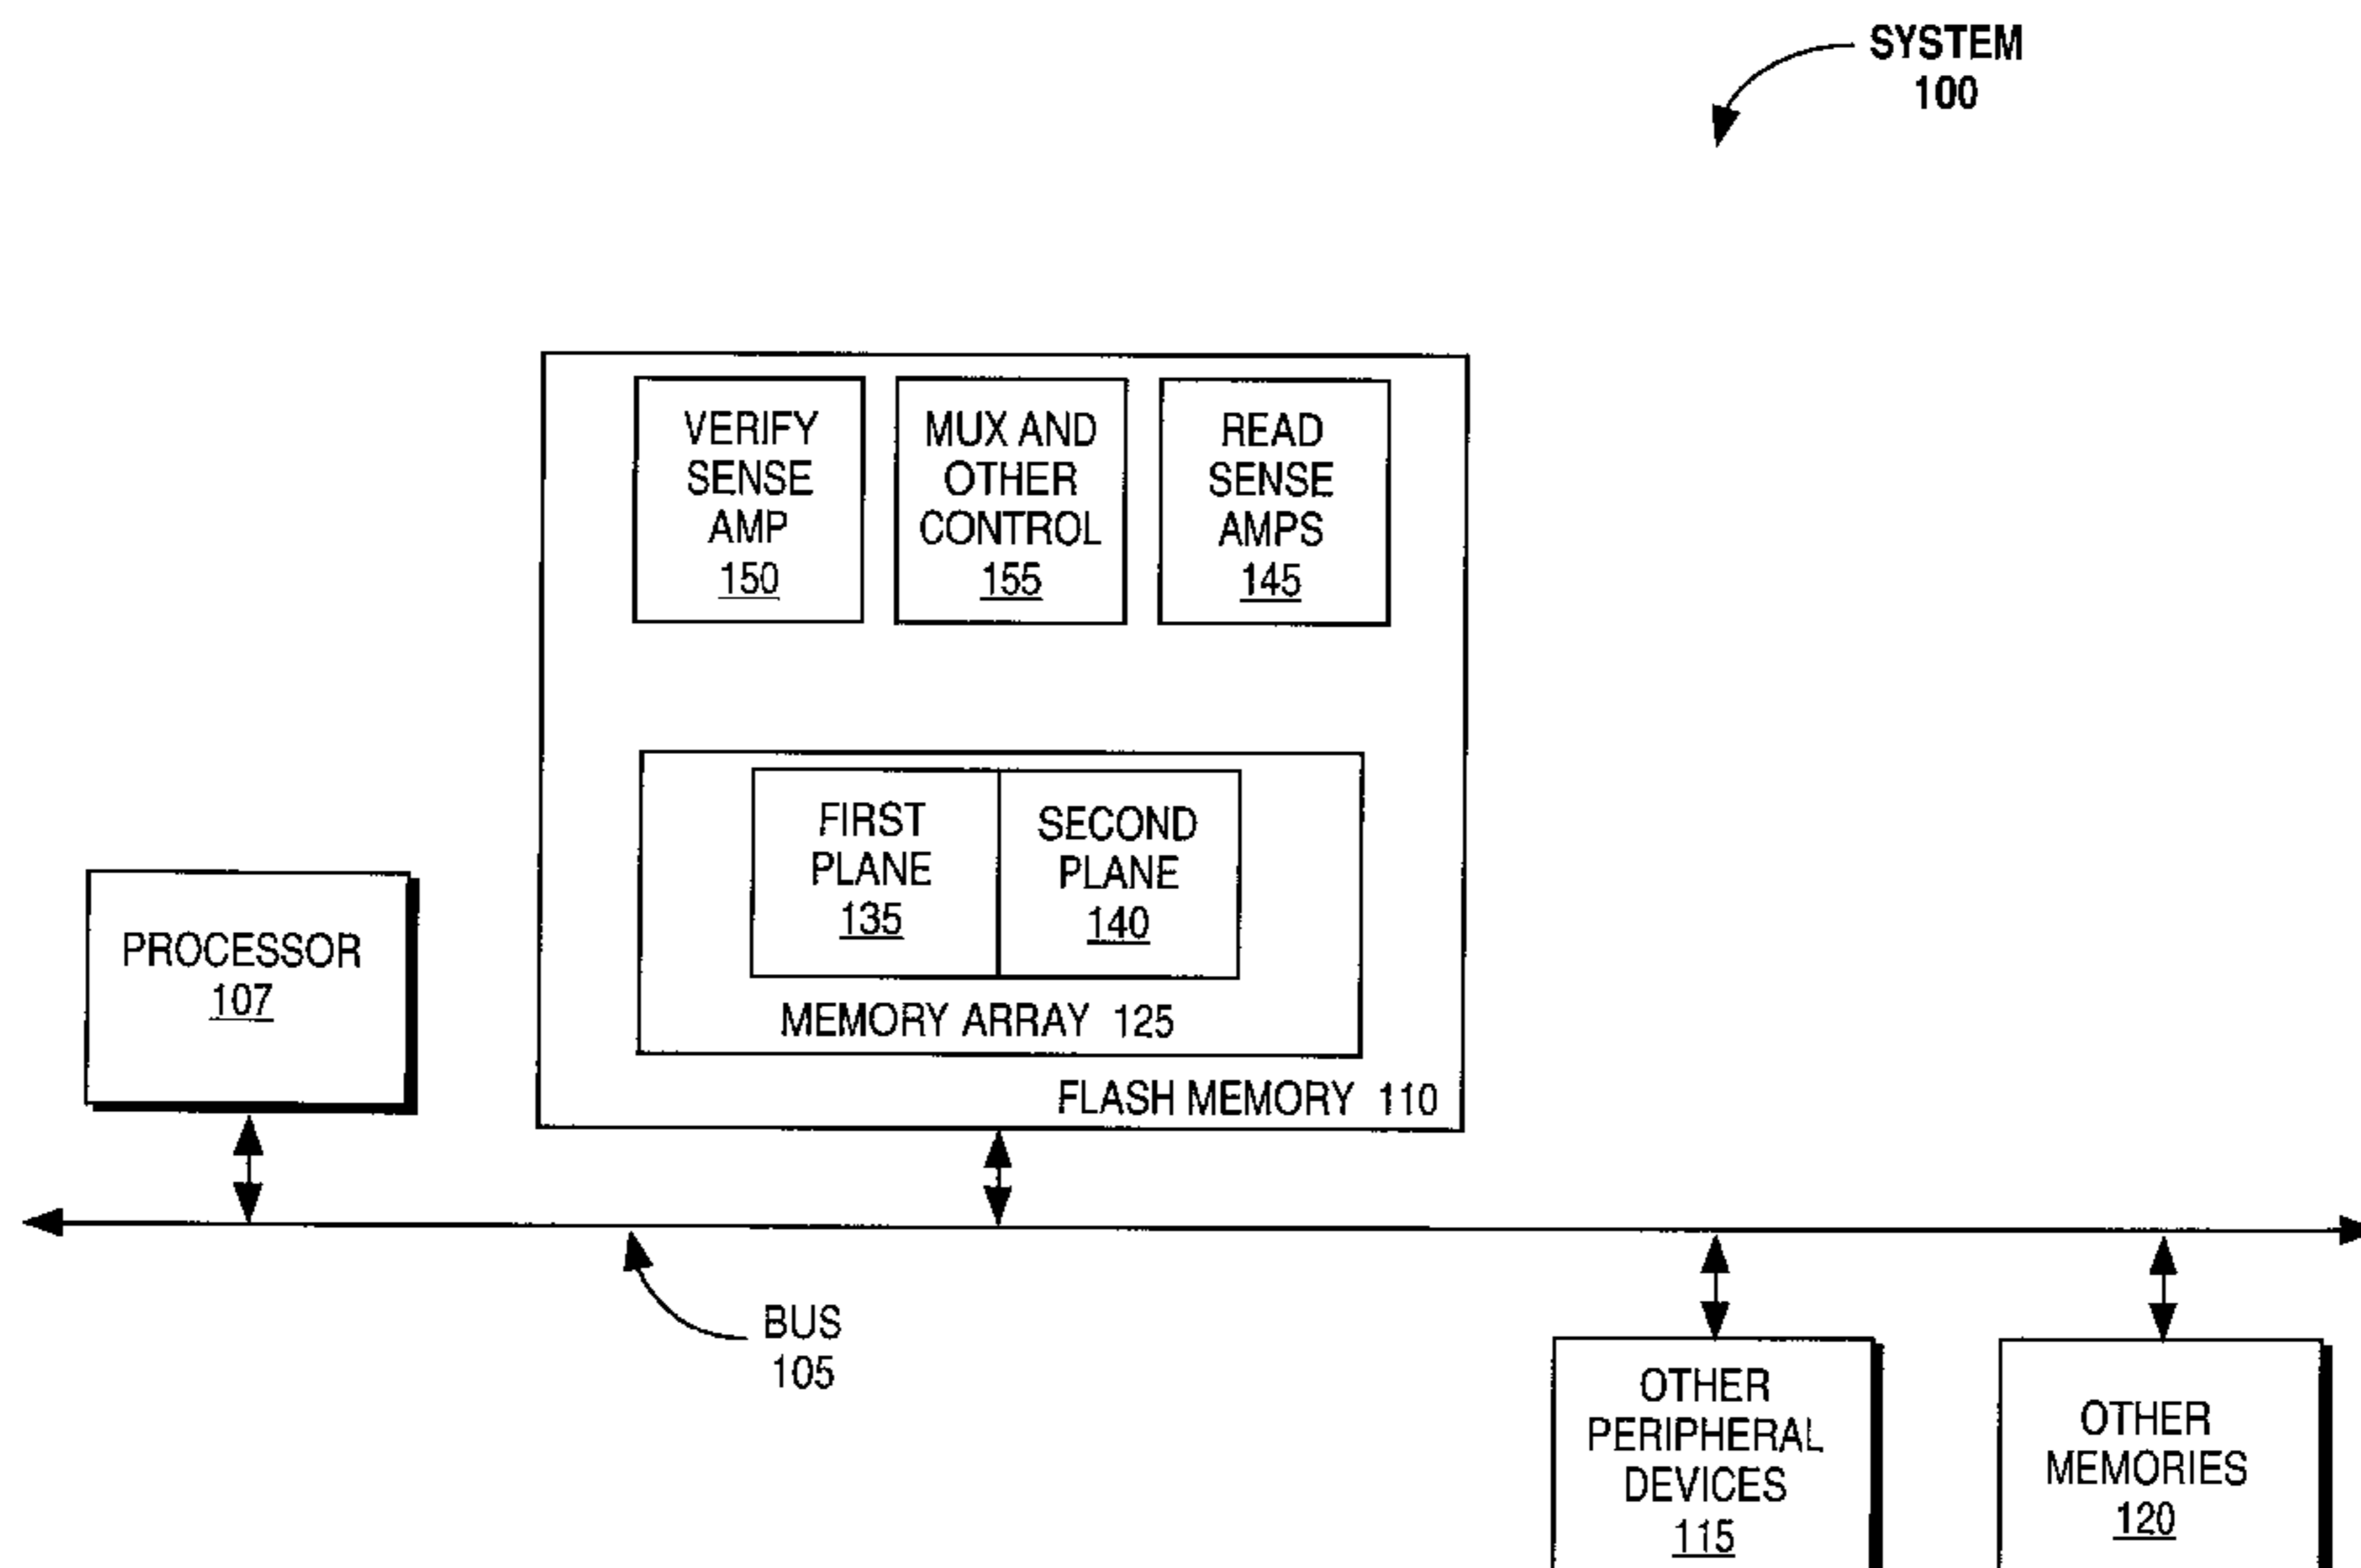 SYSTEM
100
VERIFY
SENSE
AMP
150
MUX AND
OTHER
CONTROL
155
READ
SENSE
AMPS
145
FIRST
PLANE
135
SECOND
PLANE
140
MEMORY ARRAY 125
FLASH MEMORY 110
PROCESSOR
107
BUS
105
OTHER
PERIPHERAL
DEVICES
115
OTHER
MEMORIES
120